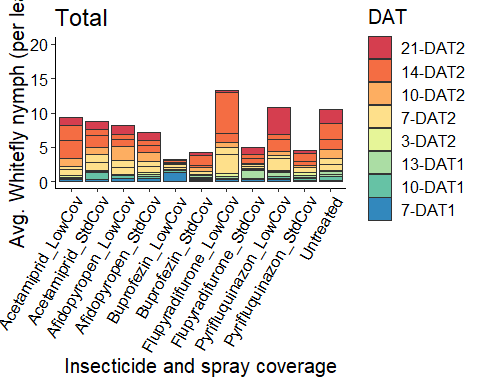 Total
DAT
21-DAT2
14-DAT2
10-DAT2
7-DAT2
3-DAT2
13-DAT1
10-DAT1
7-DAT1
Avg. Whitefly nymph (per lea
20
15
10
5
0
Acetamiprid_LowCov
Acetamiprid_StdCov
Afidopyropen_LowCov
Afidopyropen_StdCov
Buprofezin_LowCov
Buprofezin_StdCov
Flupyradifurone_LowCov
Flupyradifurone_StdCov
Pyrifluquinazon_LowCov
Pyrifluquinazon_StdCov
Untreated
Insecticide and spray coverage